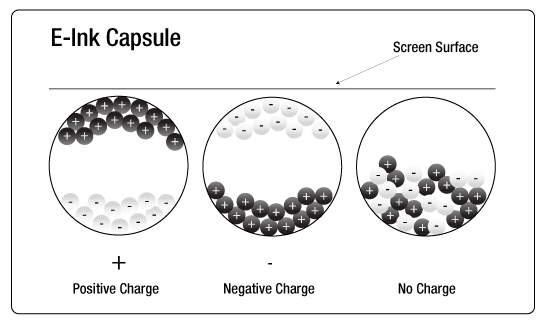 E-Ink Capsule
Screen Surface
+
-
Positive Charge
Negative Charge
No Charge